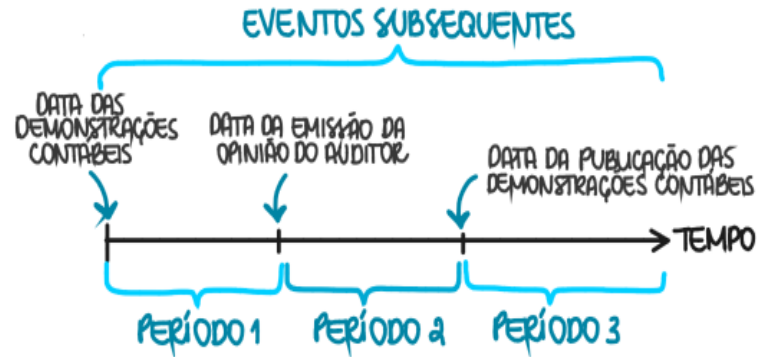 EVENTOS SUBSEQUENTES
DATA DAS
DEMONSTRAÇÕES
CONTÁBEIS
DATA DA EMISSÃO DA
OPINIÃO DO AUDITOR
DATA DA PUBLICAÇÃO DAS
DEMONSTRAÇÕES CONTÁBEIS
TEMPO
PERÍODO 1
PERÍODO 2
PERÍODO 3